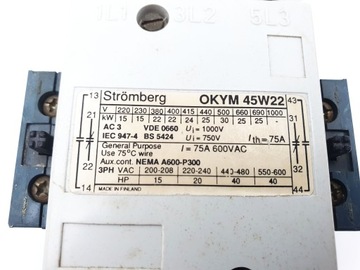 1L1 3L2 5L3
13
21
22
14
43
31
32
44
Strömberg OKYM 45W22
V 220 230 380 400 415 440 500 660 690 1000
kW 15 15 22 22 24 25 30 25 25 25
AC 3 VDE 0660 Ui = 1000V
IEC 947-4 BS 5424 Ui = 750V Ith = 75A
General Purpose I = 75A 600VAC
Use 75°C wire
Aux cont. NEMA A600-P300
3PH VAC 200-208 220-240 440-480 550-600
HP 15 20 40 40
MADE IN FINLAND